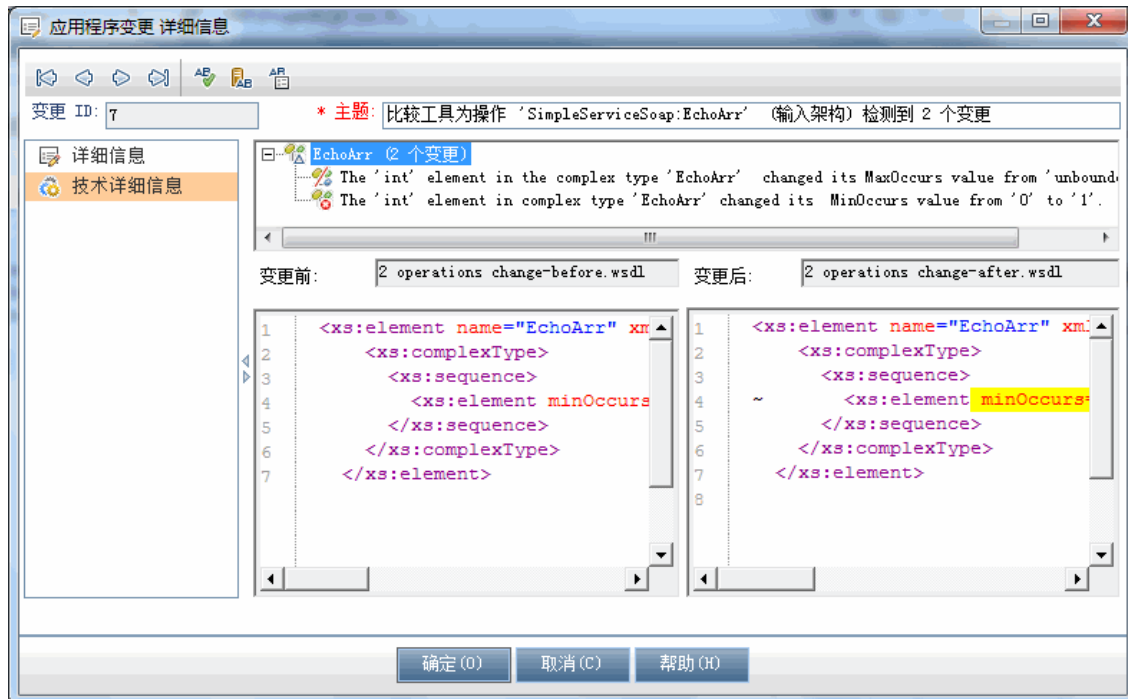 应用程序变更 详细信息
变更 ID: 7 * 主题: 比较工具为操作 'SimpleServiceSoap:EchoArr' （输入架构）检测到 2 个变更
详细信息
技术详细信息
EchoArr (2 个变更)
The 'int' element in the complex type 'EchoArr' changed its MaxOccurs value from 'unbound
The 'int' element in complex type 'EchoArr' changed its MinOccurs value from '0' to '1'.
变更前: 2 operations change-before.wsdl 变更后: 2 operations change-after.wsdl
1 <xs:element name="EchoArr" xm
2 <xs:complexType>
3 <xs:sequence>
4 <xs:element minOccurs
5 </xs:sequence>
6 </xs:complexType>
7 </xs:element>
1 <xs:element name="EchoArr" xml
2 <xs:complexType>
3 <xs:sequence>
4 ~ <xs:element minOccurs=
5 </xs:sequence>
6 </xs:complexType>
7 </xs:element>
8
确定(O) 取消(C) 帮助(H)